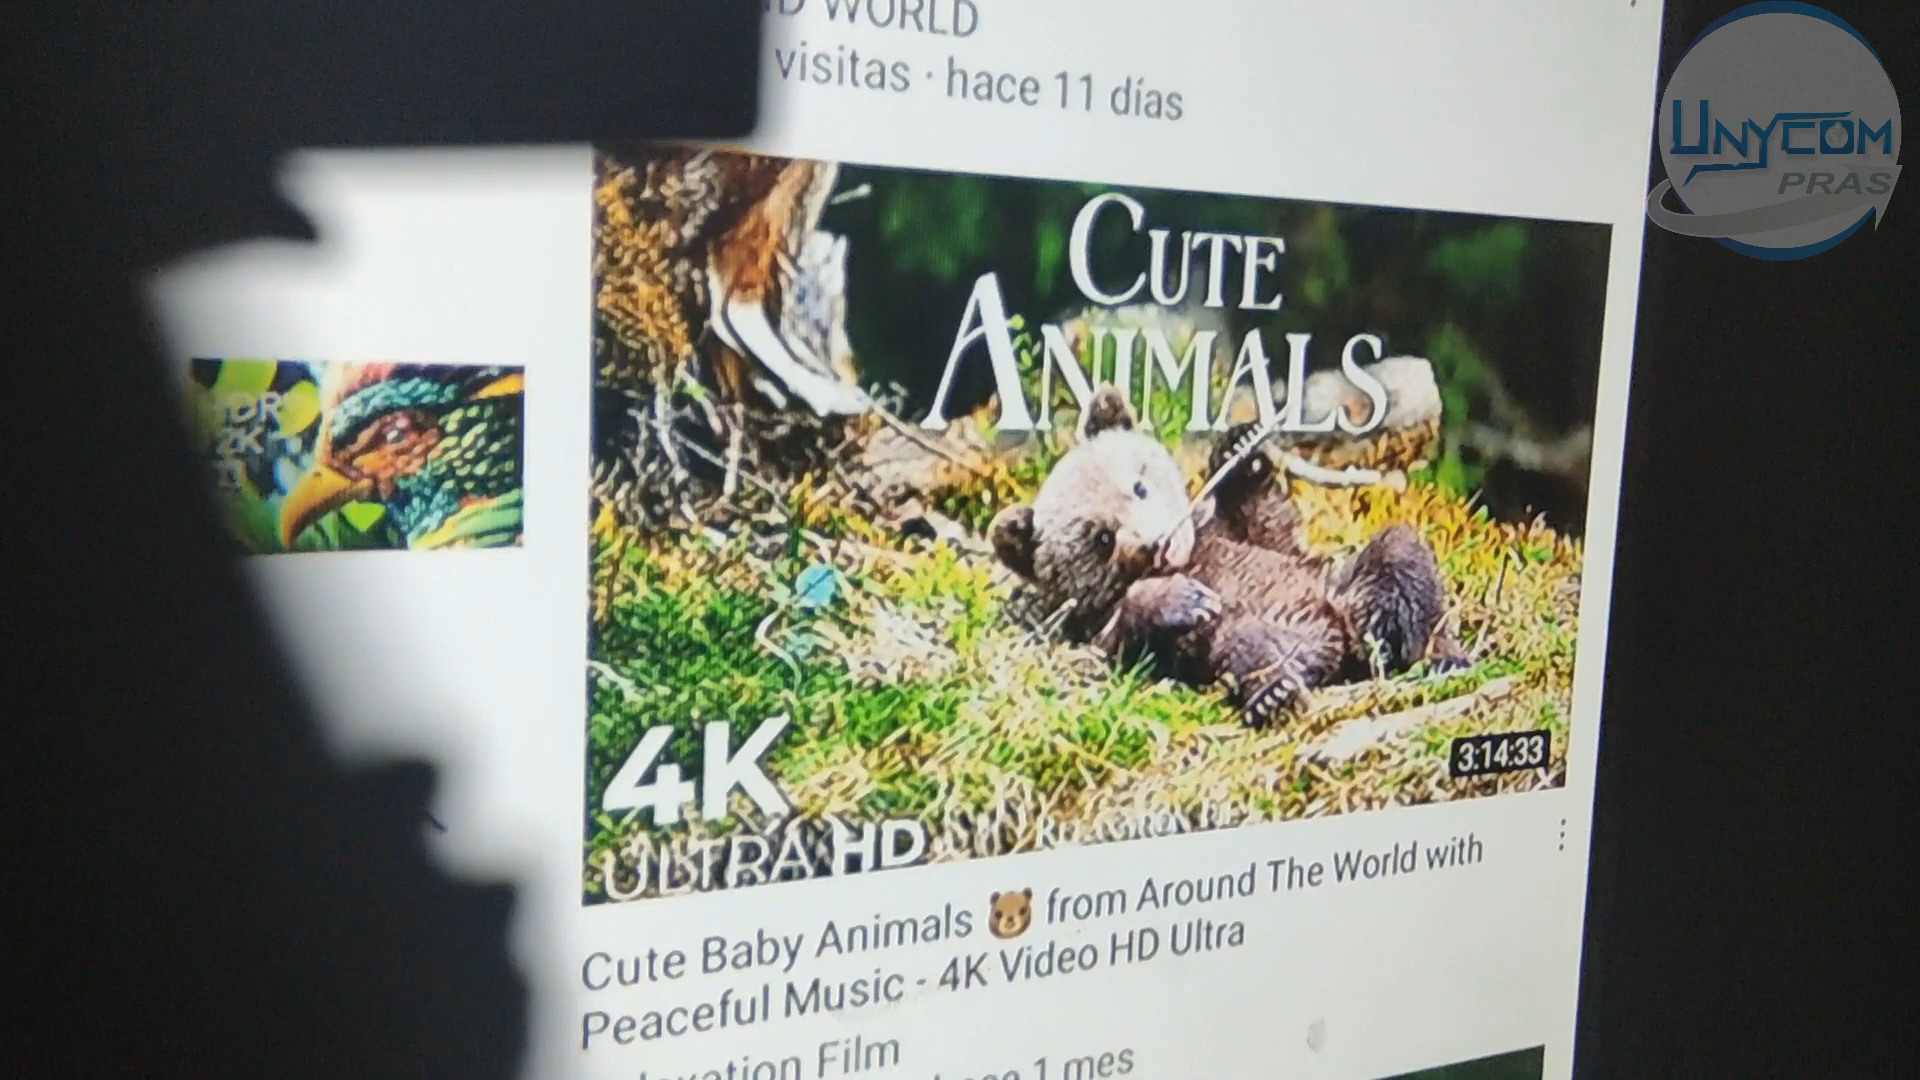 WORLD
visitas · hace 11 días
UNYCOM
PRAS
CUTE
ANIMALS
4K
ULTRA HD
3:14:33
Cute Baby Animals 🐻 from Around The World with
Peaceful Music - 4K Video HD Ultra
Film
1 mes